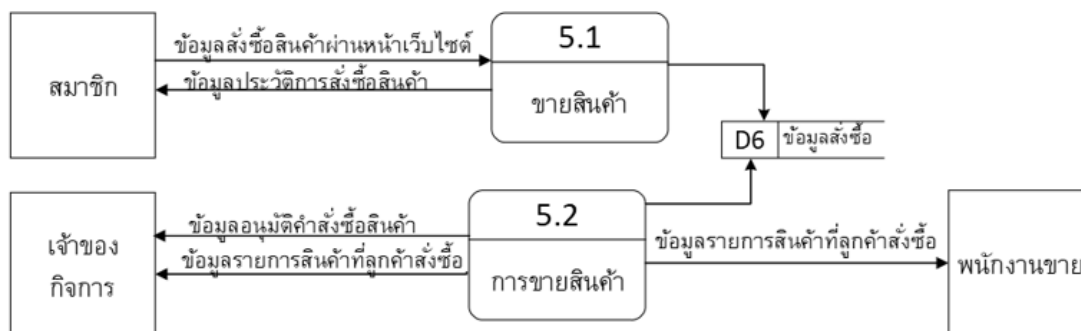 สมาชิก
ข้อมูลสั่งซื้อสินค้าผ่านหน้าเว็บไซต์
ข้อมูลประวัติการสั่งซื้อสินค้า
5.1
ขายสินค้า
D6 ข้อมูลสั่งซื้อ
เจ้าของ
กิจการ
ข้อมูลอนุมัติคำสั่งซื้อสินค้า
ข้อมูลรายการสินค้าที่ลูกค้าสั่งซื้อ
5.2
การขายสินค้า
ข้อมูลรายการสินค้าที่ลูกค้าสั่งซื้อ
พนักงานขาย